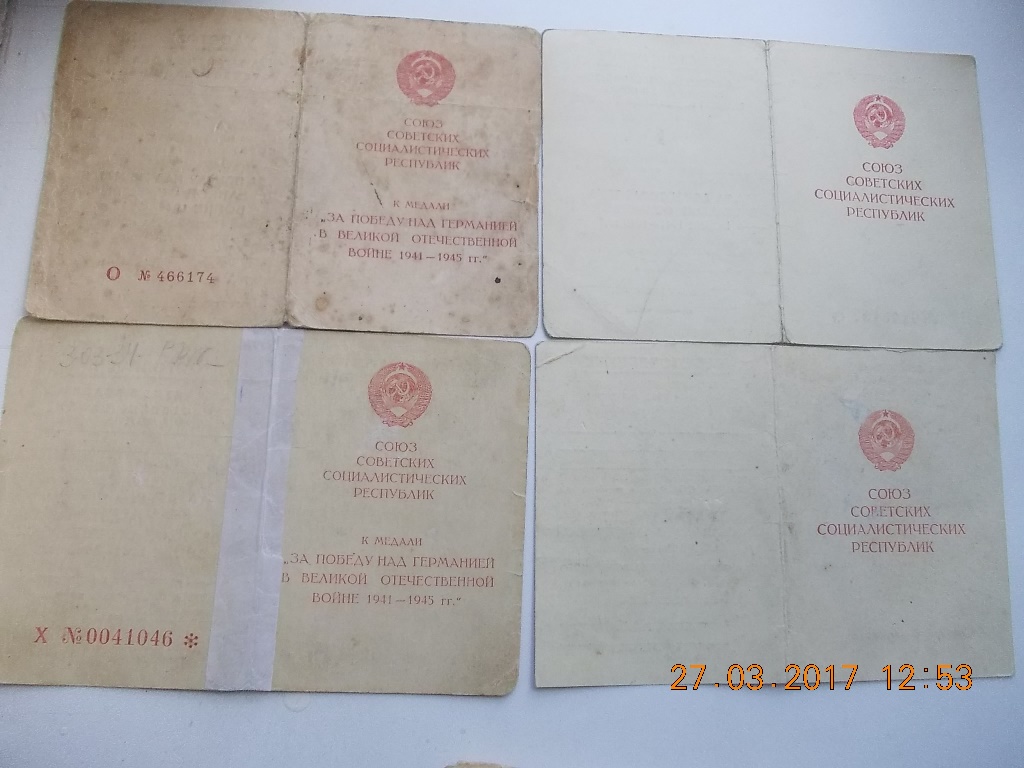 СОЮЗ
СОВЕТСКИХ
СОЦИАЛИСТИЧЕСКИХ
РЕСПУБЛИК
К МЕДАЛИ
„ЗА ПОБЕДУ НАД ГЕРМАНИЕЙ
В ВЕЛИКОЙ ОТЕЧЕСТВЕННОЙ
ВОЙНЕ 1941—1945 гг.“
О № 466174
СОЮЗ
СОВЕТСКИХ
СОЦИАЛИСТИЧЕСКИХ
РЕСПУБЛИК
СОЮЗ
СОВЕТСКИХ
СОЦИАЛИСТИЧЕСКИХ
РЕСПУБЛИК
К МЕДАЛИ
„ЗА ПОБЕДУ НАД ГЕРМАНИЕЙ
В ВЕЛИКОЙ ОТЕЧЕСТВЕННОЙ
ВОЙНЕ 1941—1945 гг.“
Х №0041046 *
СОЮЗ
СОВЕТСКИХ
СОЦИАЛИСТИЧЕСКИХ
РЕСПУБЛИК
27.03.2017 12:53